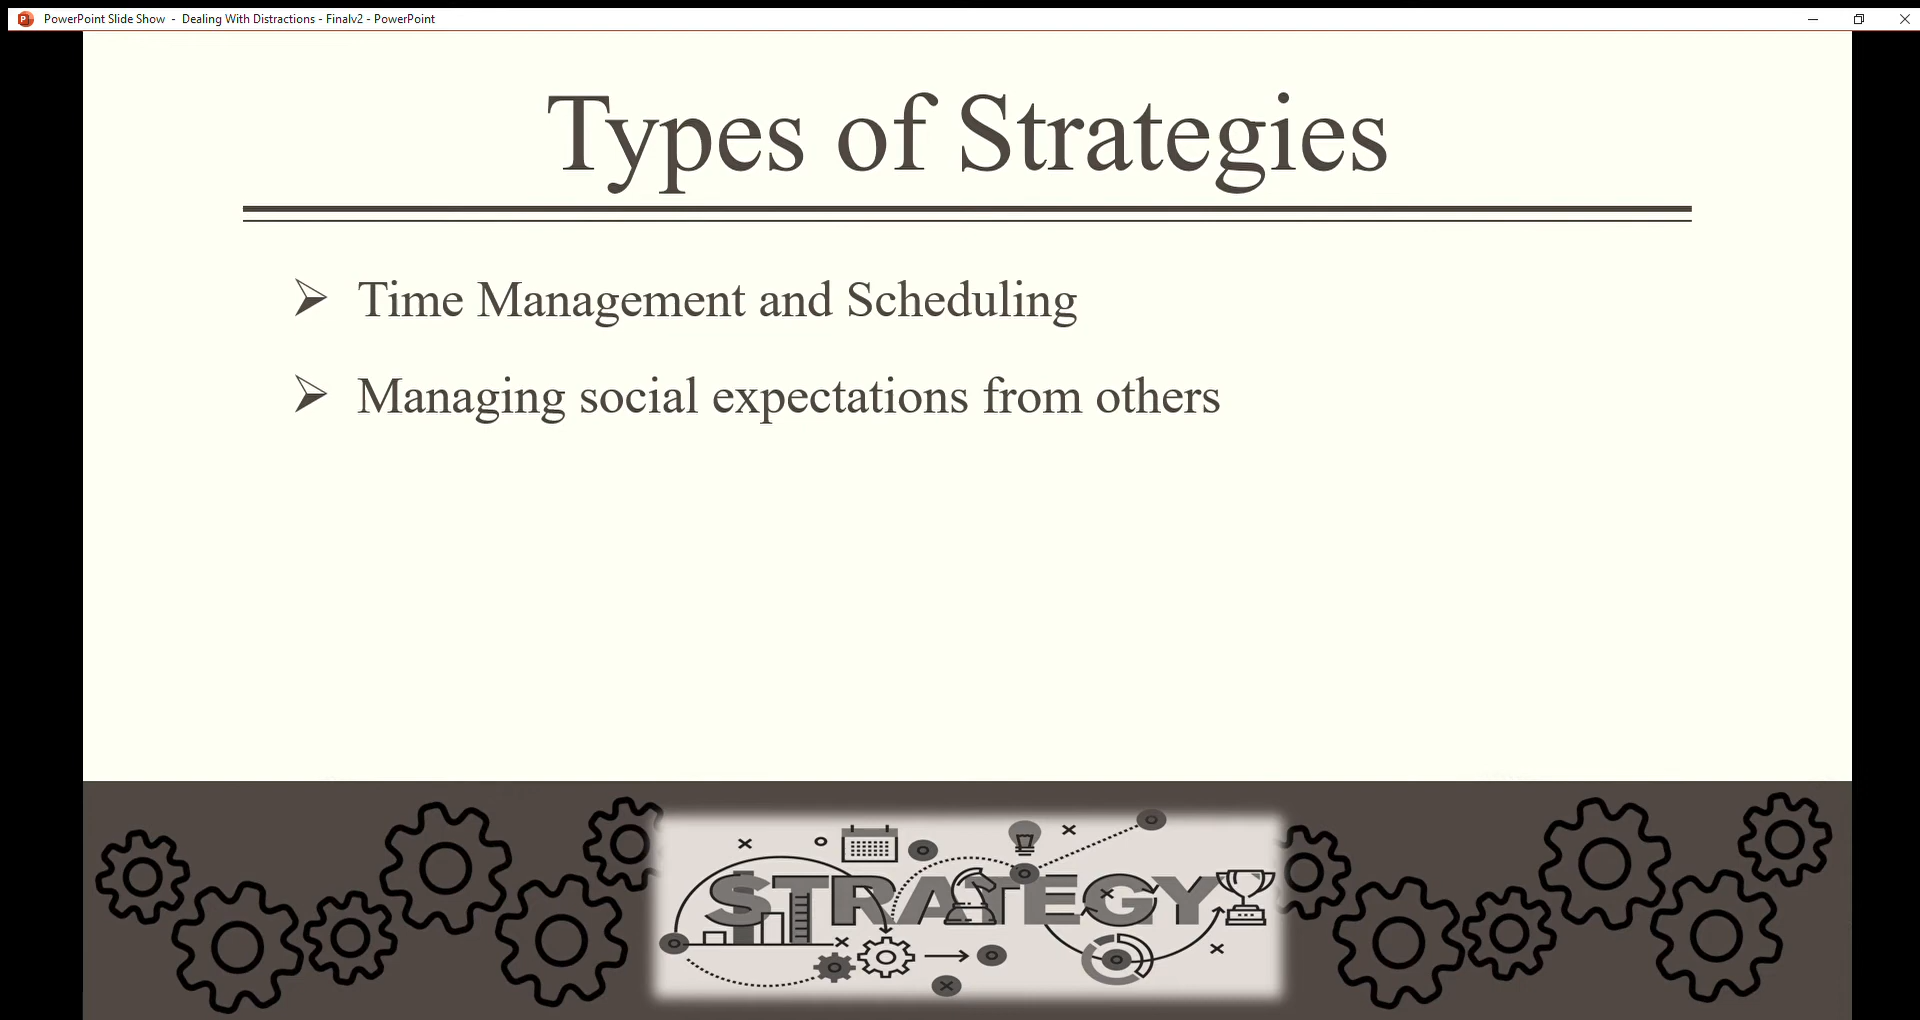 PowerPoint Slide Show - Dealing With Distractions - Finalv2 - PowerPoint
Types of Strategies
Time Management and Scheduling
Managing social expectations from others
STRATEGY